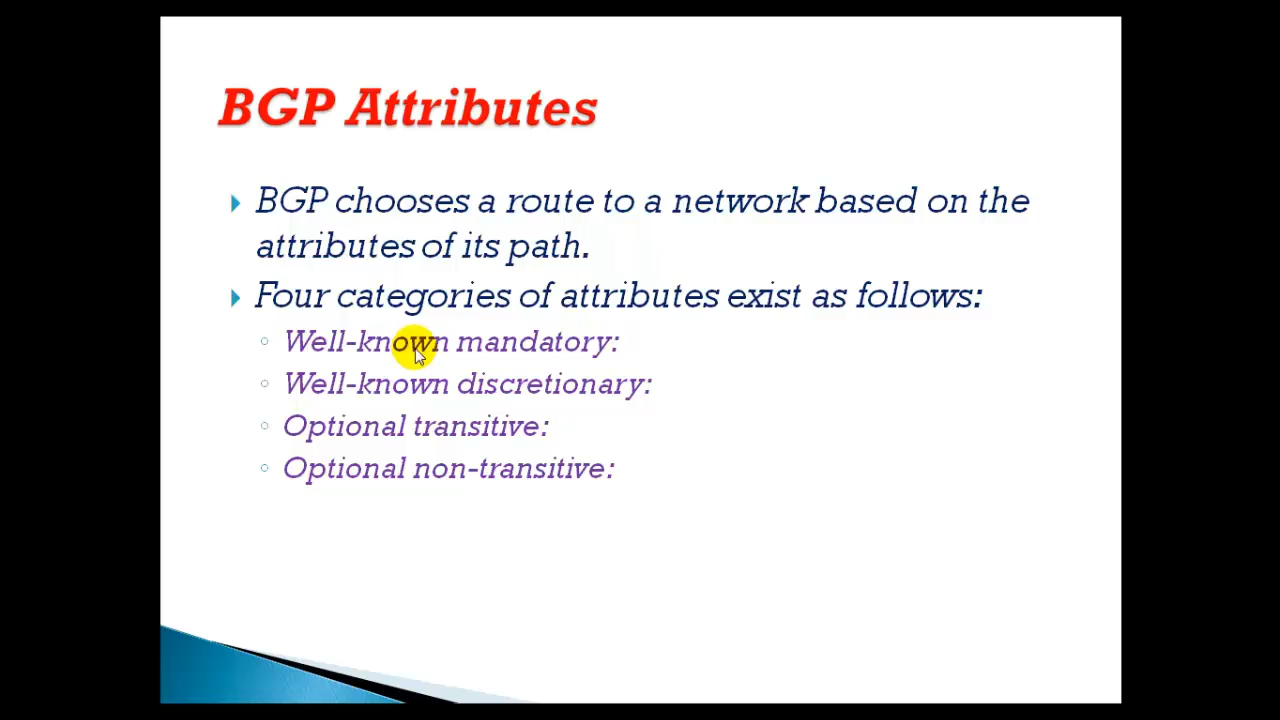 BGP Attributes
BGP chooses a route to a network based on the
attributes of its path.
Four categories of attributes exist as follows:
Well-known mandatory:
Well-known discretionary:
Optional transitive:
Optional non-transitive: